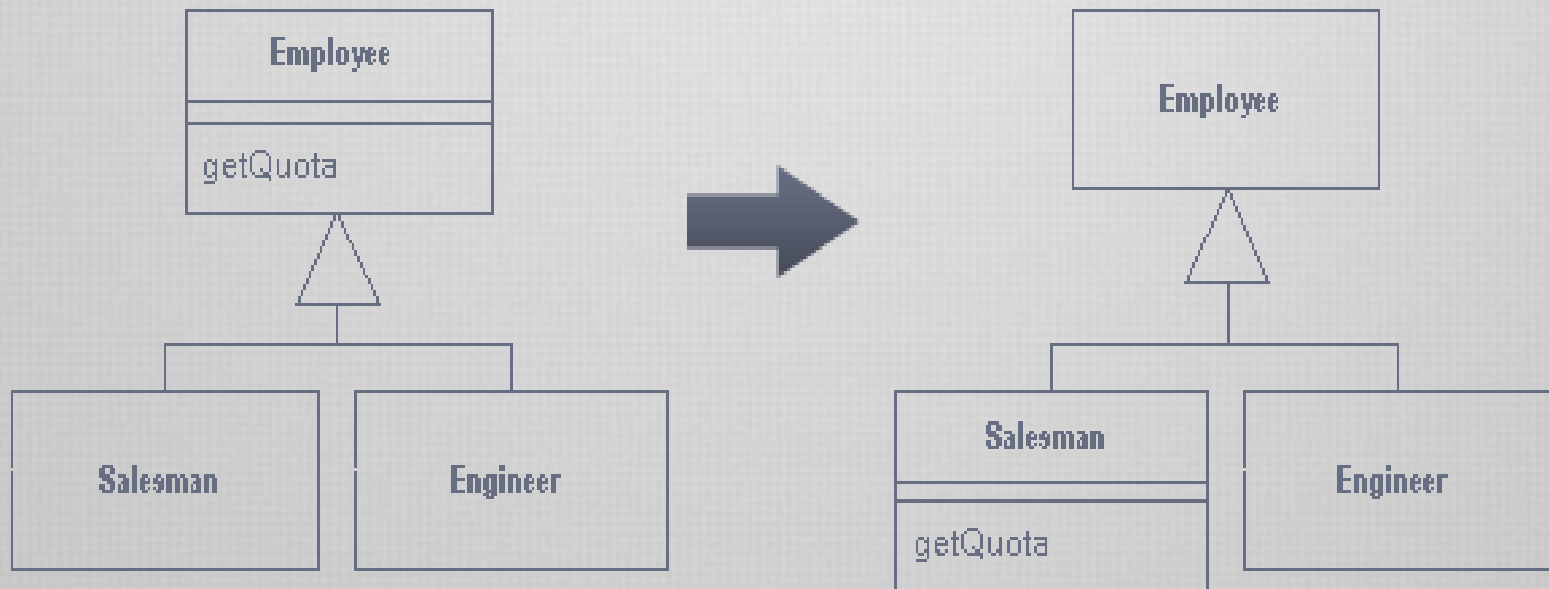 Employee
getQuota
Salesman
Engineer
Employee
Salesman
getQuota
Engineer